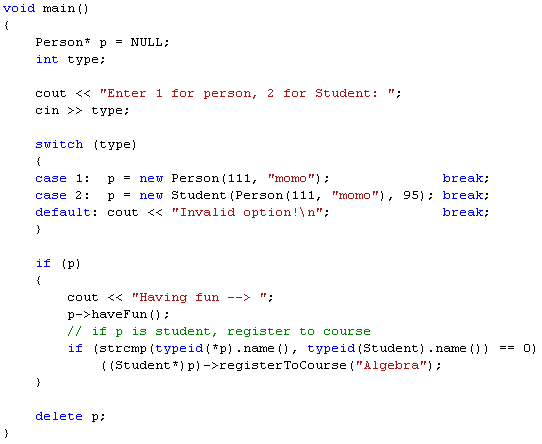 void main()
{
    Person* p = NULL;
    int type;

    cout << "Enter 1 for person, 2 for Student: ";
    cin >> type;

    switch (type)
    {
    case 1:  p = new Person(111, "momo");              break;
    case 2:  p = new Student(Person(111, "momo"), 95); break;
    default: cout << "Invalid option!\n";              break;
    }

    if (p)
    {
        cout << "Having fun --> ";
        p->haveFun();
        // if p is student, register to course
        if (strcmp(typeid(*p).name(), typeid(Student).name()) == 0)
            ((Student*)p)->registerToCourse("Algebra");
    }

    delete p;
}